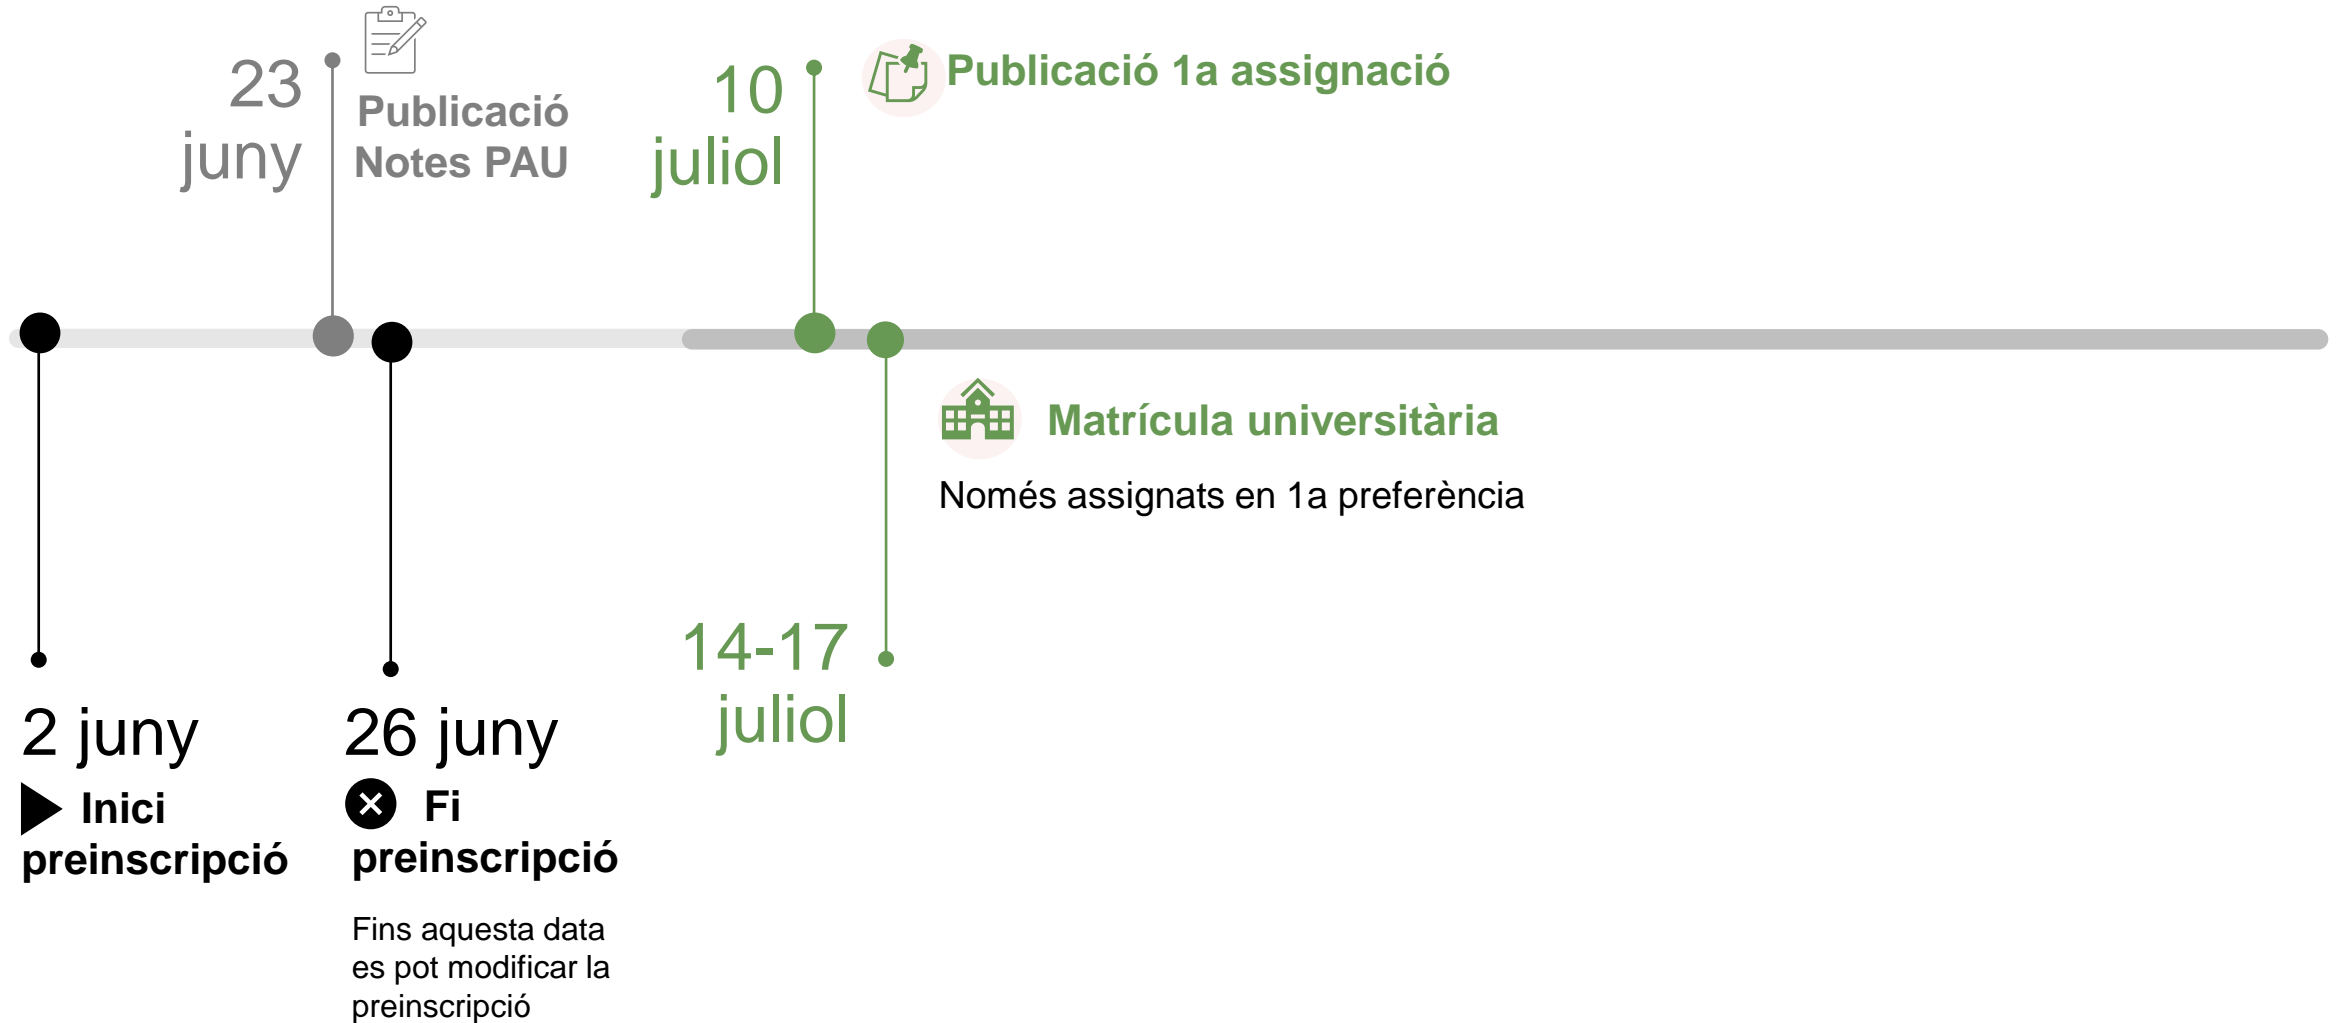 23
juny
Publicació
Notes PAU
10
juliol
Publicació 1a assignació
Matrícula universitària
Només assignats en 1a preferència
14-17
juliol
2 juny
Inici
preinscripció
26 juny
Fi
preinscripció
Fins aquesta data
es pot modificar la
preinscripció